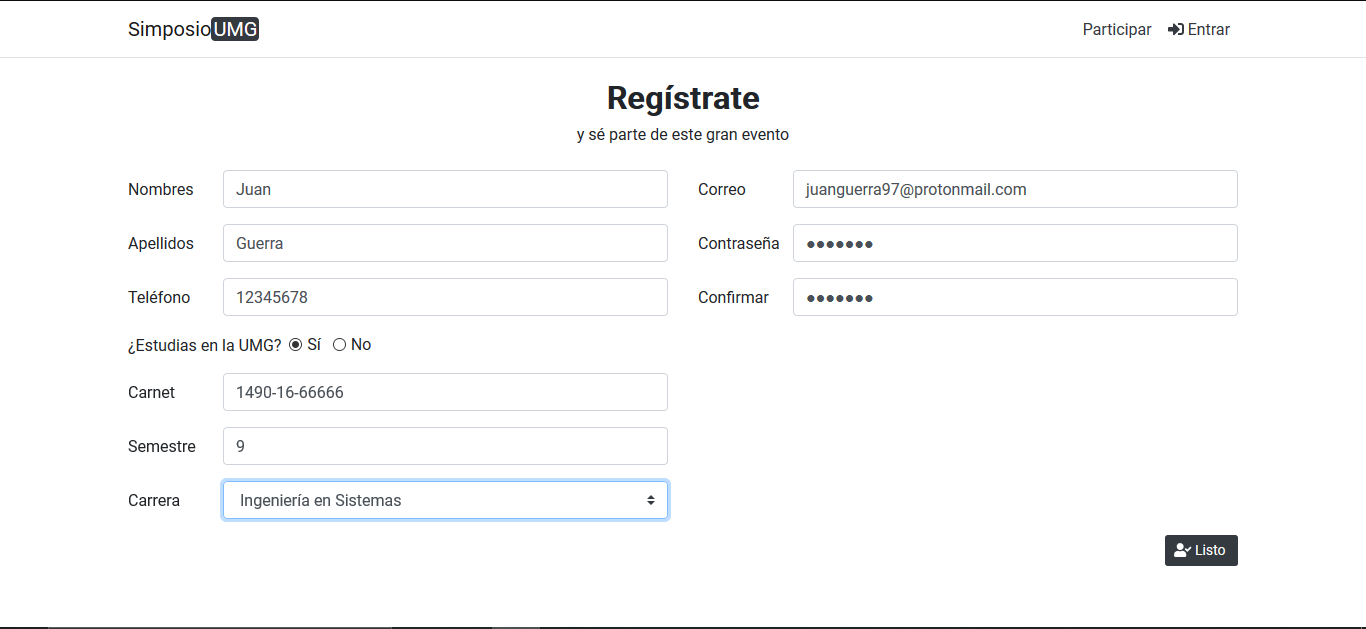 SimposioUMG
Participar
Entrar
Regístrate
y sé parte de este gran evento
Nombres Juan
Apellidos Guerra
Teléfono 12345678
¿Estudias en la UMG? Sí No
Carnet 1490-16-66666
Semestre 9
Carrera Ingeniería en Sistemas
Correo juanguerra97@protonmail.com
Contraseña •••••••
Confirmar •••••••
Listo